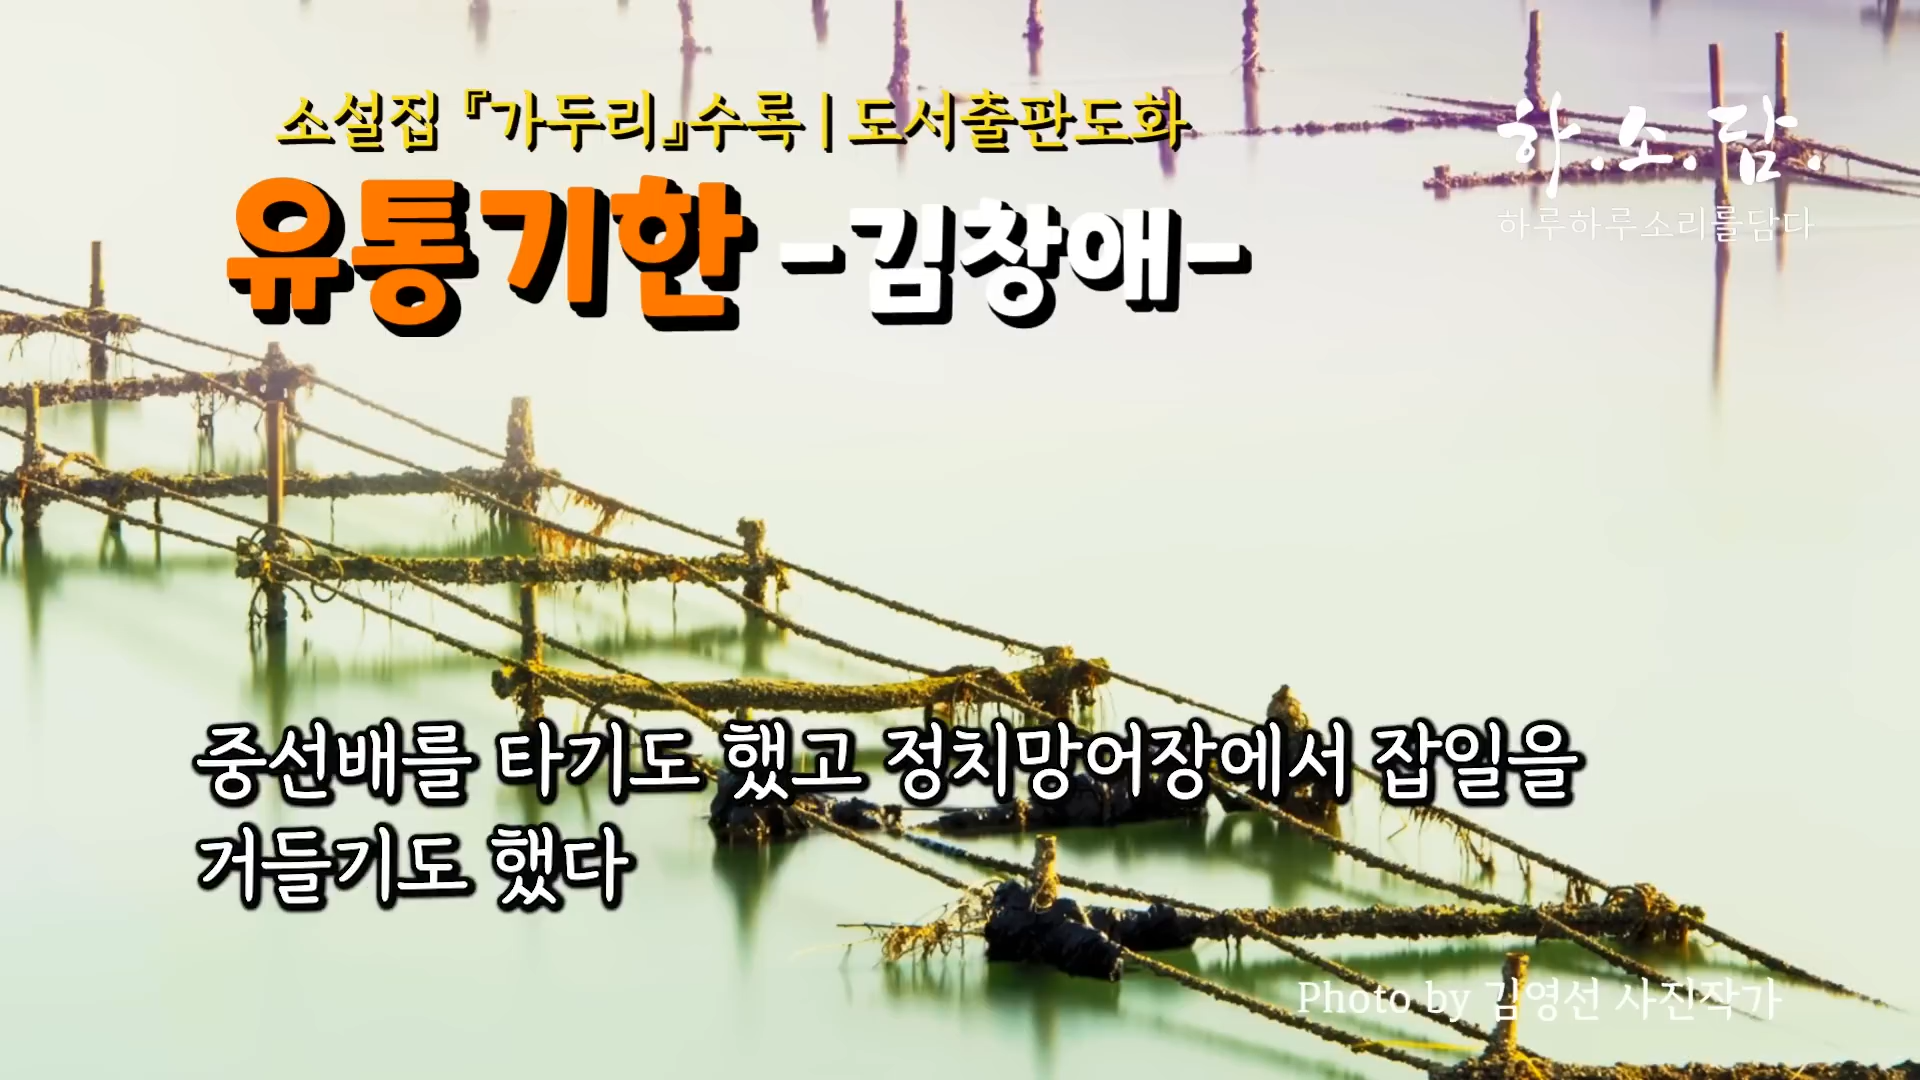 소설집 『가두리』수록 | 도서출판도화
유통기한 -김창애-
하.소.담.
하루하루소리를담다
중선배를 타기도 했고 정치망어장에서 잡일을
거들기도 했다
Photo by 김영선 사진작가